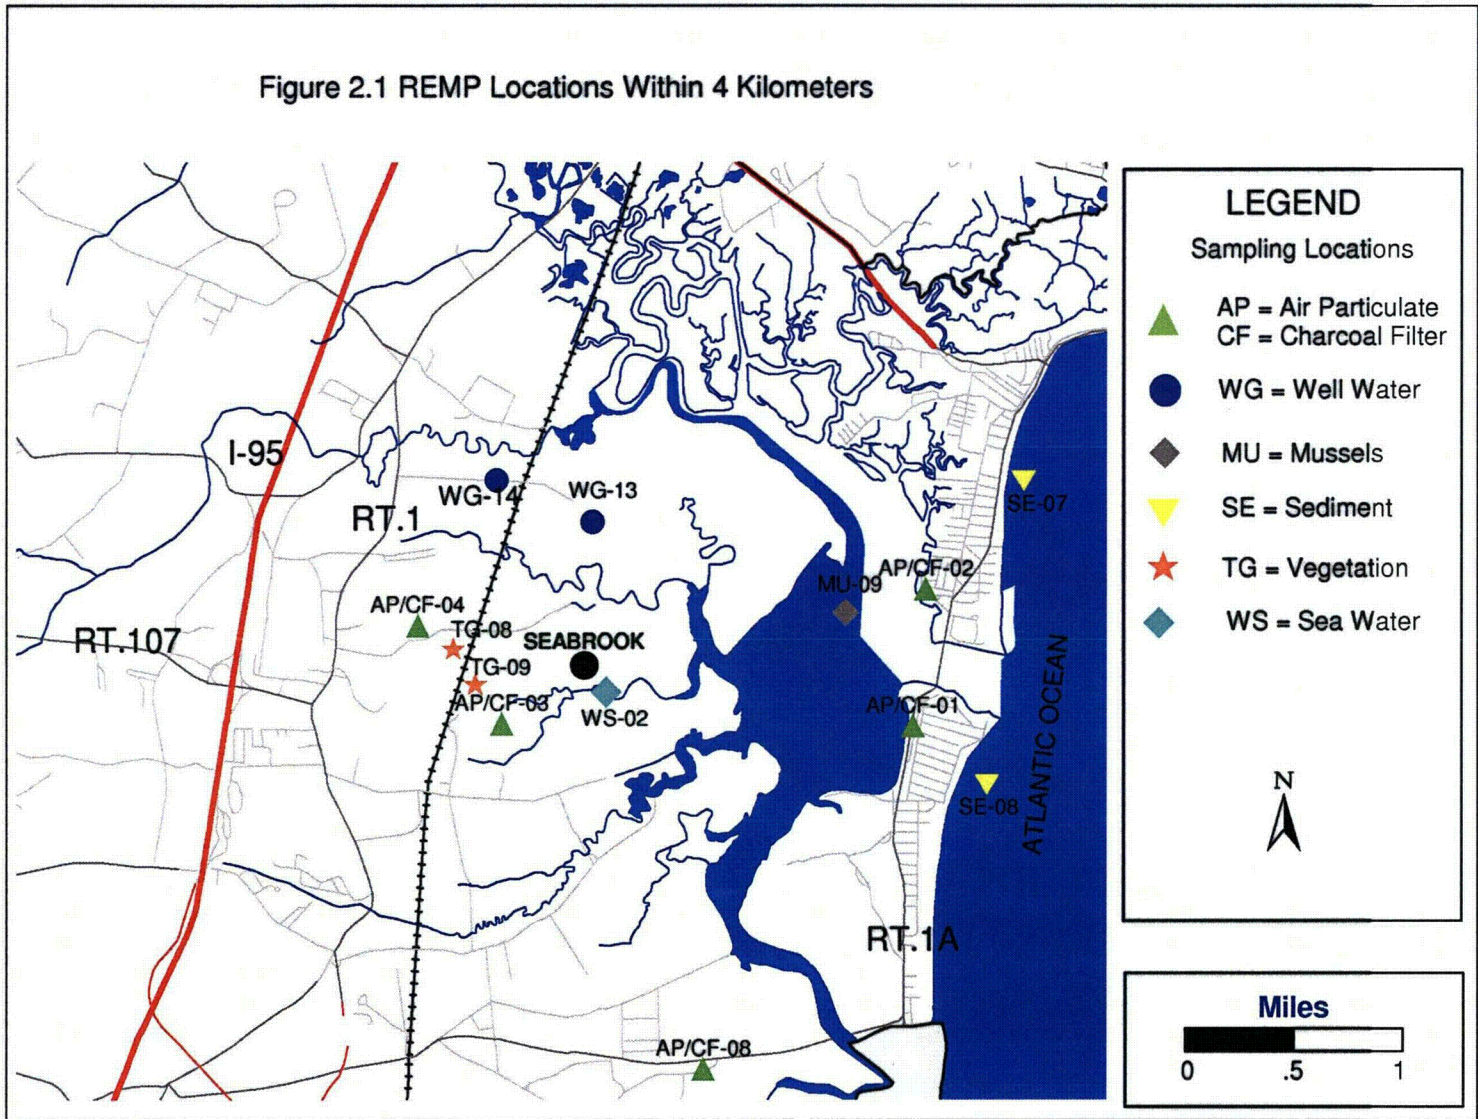 Figure 2.1 REMP Locations Within 4 Kilometers
LEGEND
Sampling Locations
AP = Air Particulate
CF = Charcoal Filter
WG = Well Water
MU = Mussels
SE = Sediment
TG = Vegetation
WS = Sea Water
N
Miles
0 .5 1
I-95
WG-14
WG-13
RT.1
SE-07
AP/CF-02
MU-09
AP/CF-04
TG-08
RT.107
SEABROOK
TG-09
AP/CF-03
WS-02
AP/CF-01
ATLANTIC OCEAN
SE-08
RT.1A
AP/CF-08